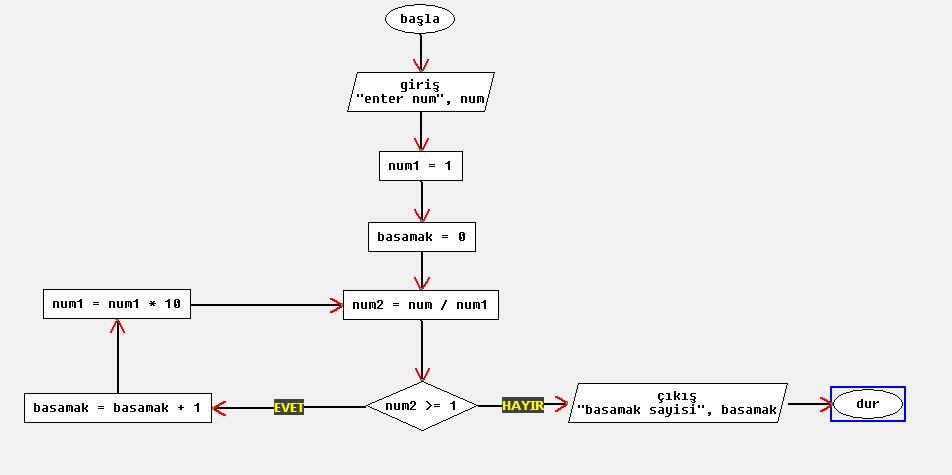 başla
giriş
"enter num", num
num1 = 1
basamak = 0
num1 = num1 * 10
num2 = num / num1
basamak = basamak + 1
EVET
num2 >= 1
HAYIR
çıkış
"basamak sayisi", basamak
dur